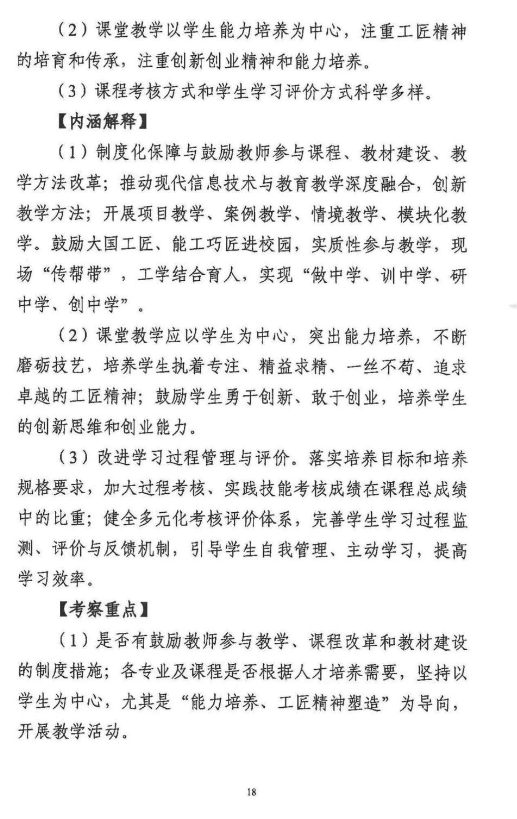 （2）课堂教学以学生能力培养为中心，注重工匠精神
的培育和传承，注重创新创业精神和能力培养。
（3）课程考核方式和学生学习评价方式科学多样。
【内涵解释】
（1）制度化保障与鼓励教师参与课程、教材建设、教
学方法改革；推动现代信息技术与教育教学深度融合，创新
教学方法；开展项目教学、案例教学、情境教学、模块化教
学。鼓励大国工匠、能工巧匠进校园，实质性参与教学，现
场“传帮带”，工学结合育人，实现“做中学、训中学、研
中学、创中学”。
（2）课堂教学应以学生为中心，突出能力培养，不断
磨砺技艺，培养学生执着专注、精益求精、一丝不苟、追求
卓越的工匠精神；鼓励学生勇于创新、敢于创业，培养学生
的创新思维和创业能力。
（3）改进学习过程管理与评价。落实培养目标和培养
规格要求，加大过程考核、实践技能考核成绩在课程总成绩
中的比重；健全多元化考核评价体系，完善学生学习过程监
测、评价与反馈机制，引导学生自我管理、主动学习，提高
学习效率。
【考察重点】
（1）是否有鼓励教师参与教学、课程改革和教材建设
的制度措施；各专业及课程是否根据人才培养需要，坚持以
学生为中心，尤其是“能力培养、工匠精神塑造”为导向，
开展教学活动。
18